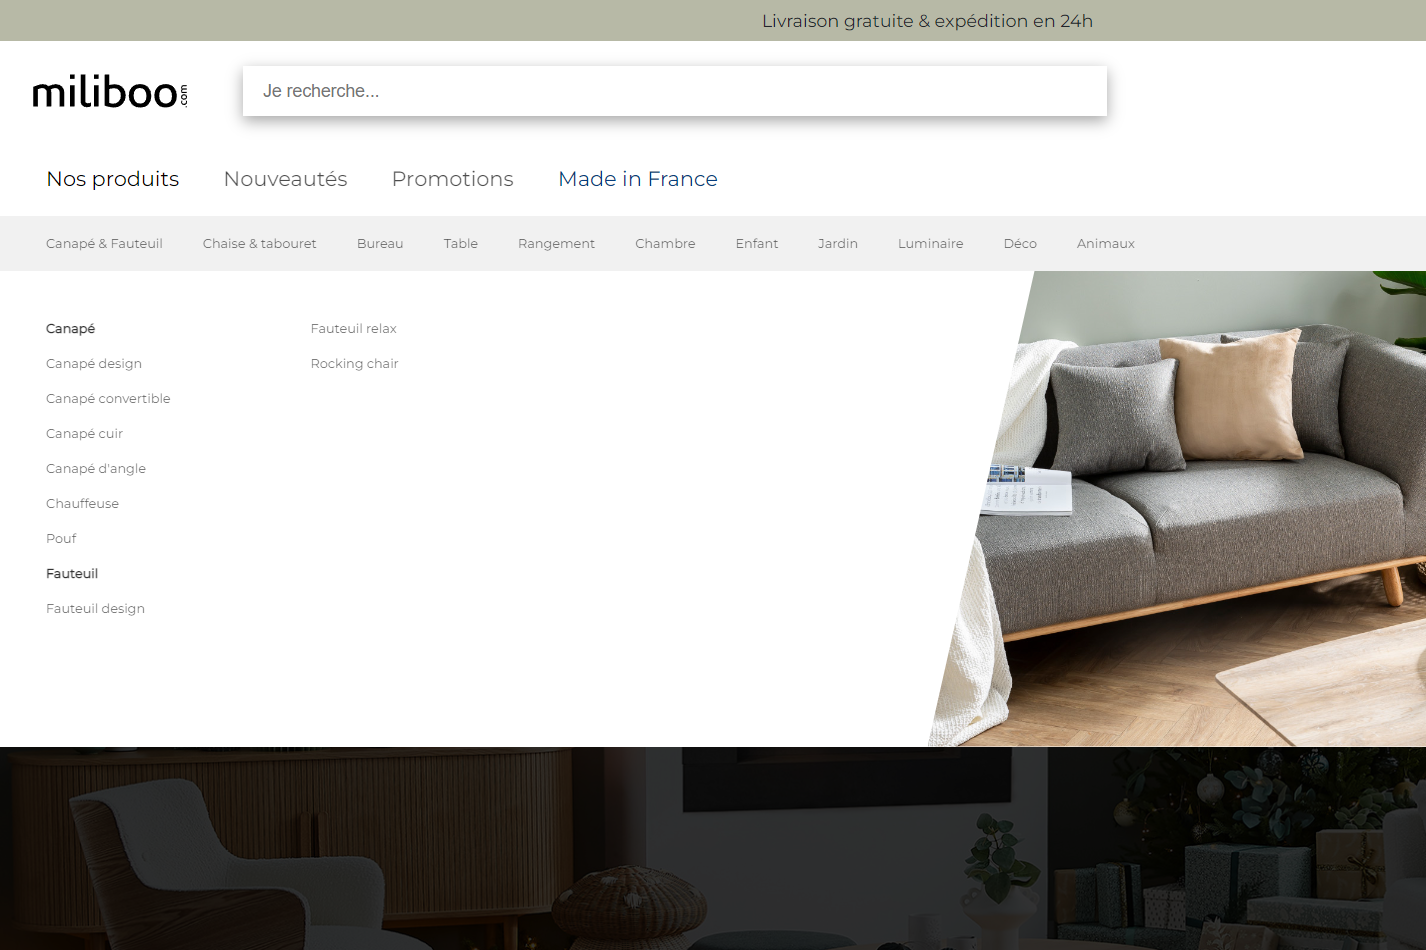 Livraison gratuite & expédition en 24h
miliboo.com
Je recherche...
Nos produits
Nouveautés
Promotions
Made in France
Canapé & Fauteuil
Chaise & tabouret
Bureau
Table
Rangement
Chambre
Enfant
Jardin
Luminaire
Déco
Animaux
Canapé
Canapé design
Canapé convertible
Canapé cuir
Canapé d'angle
Chauffeuse
Pouf
Fauteuil
Fauteuil design
Fauteuil relax
Rocking chair